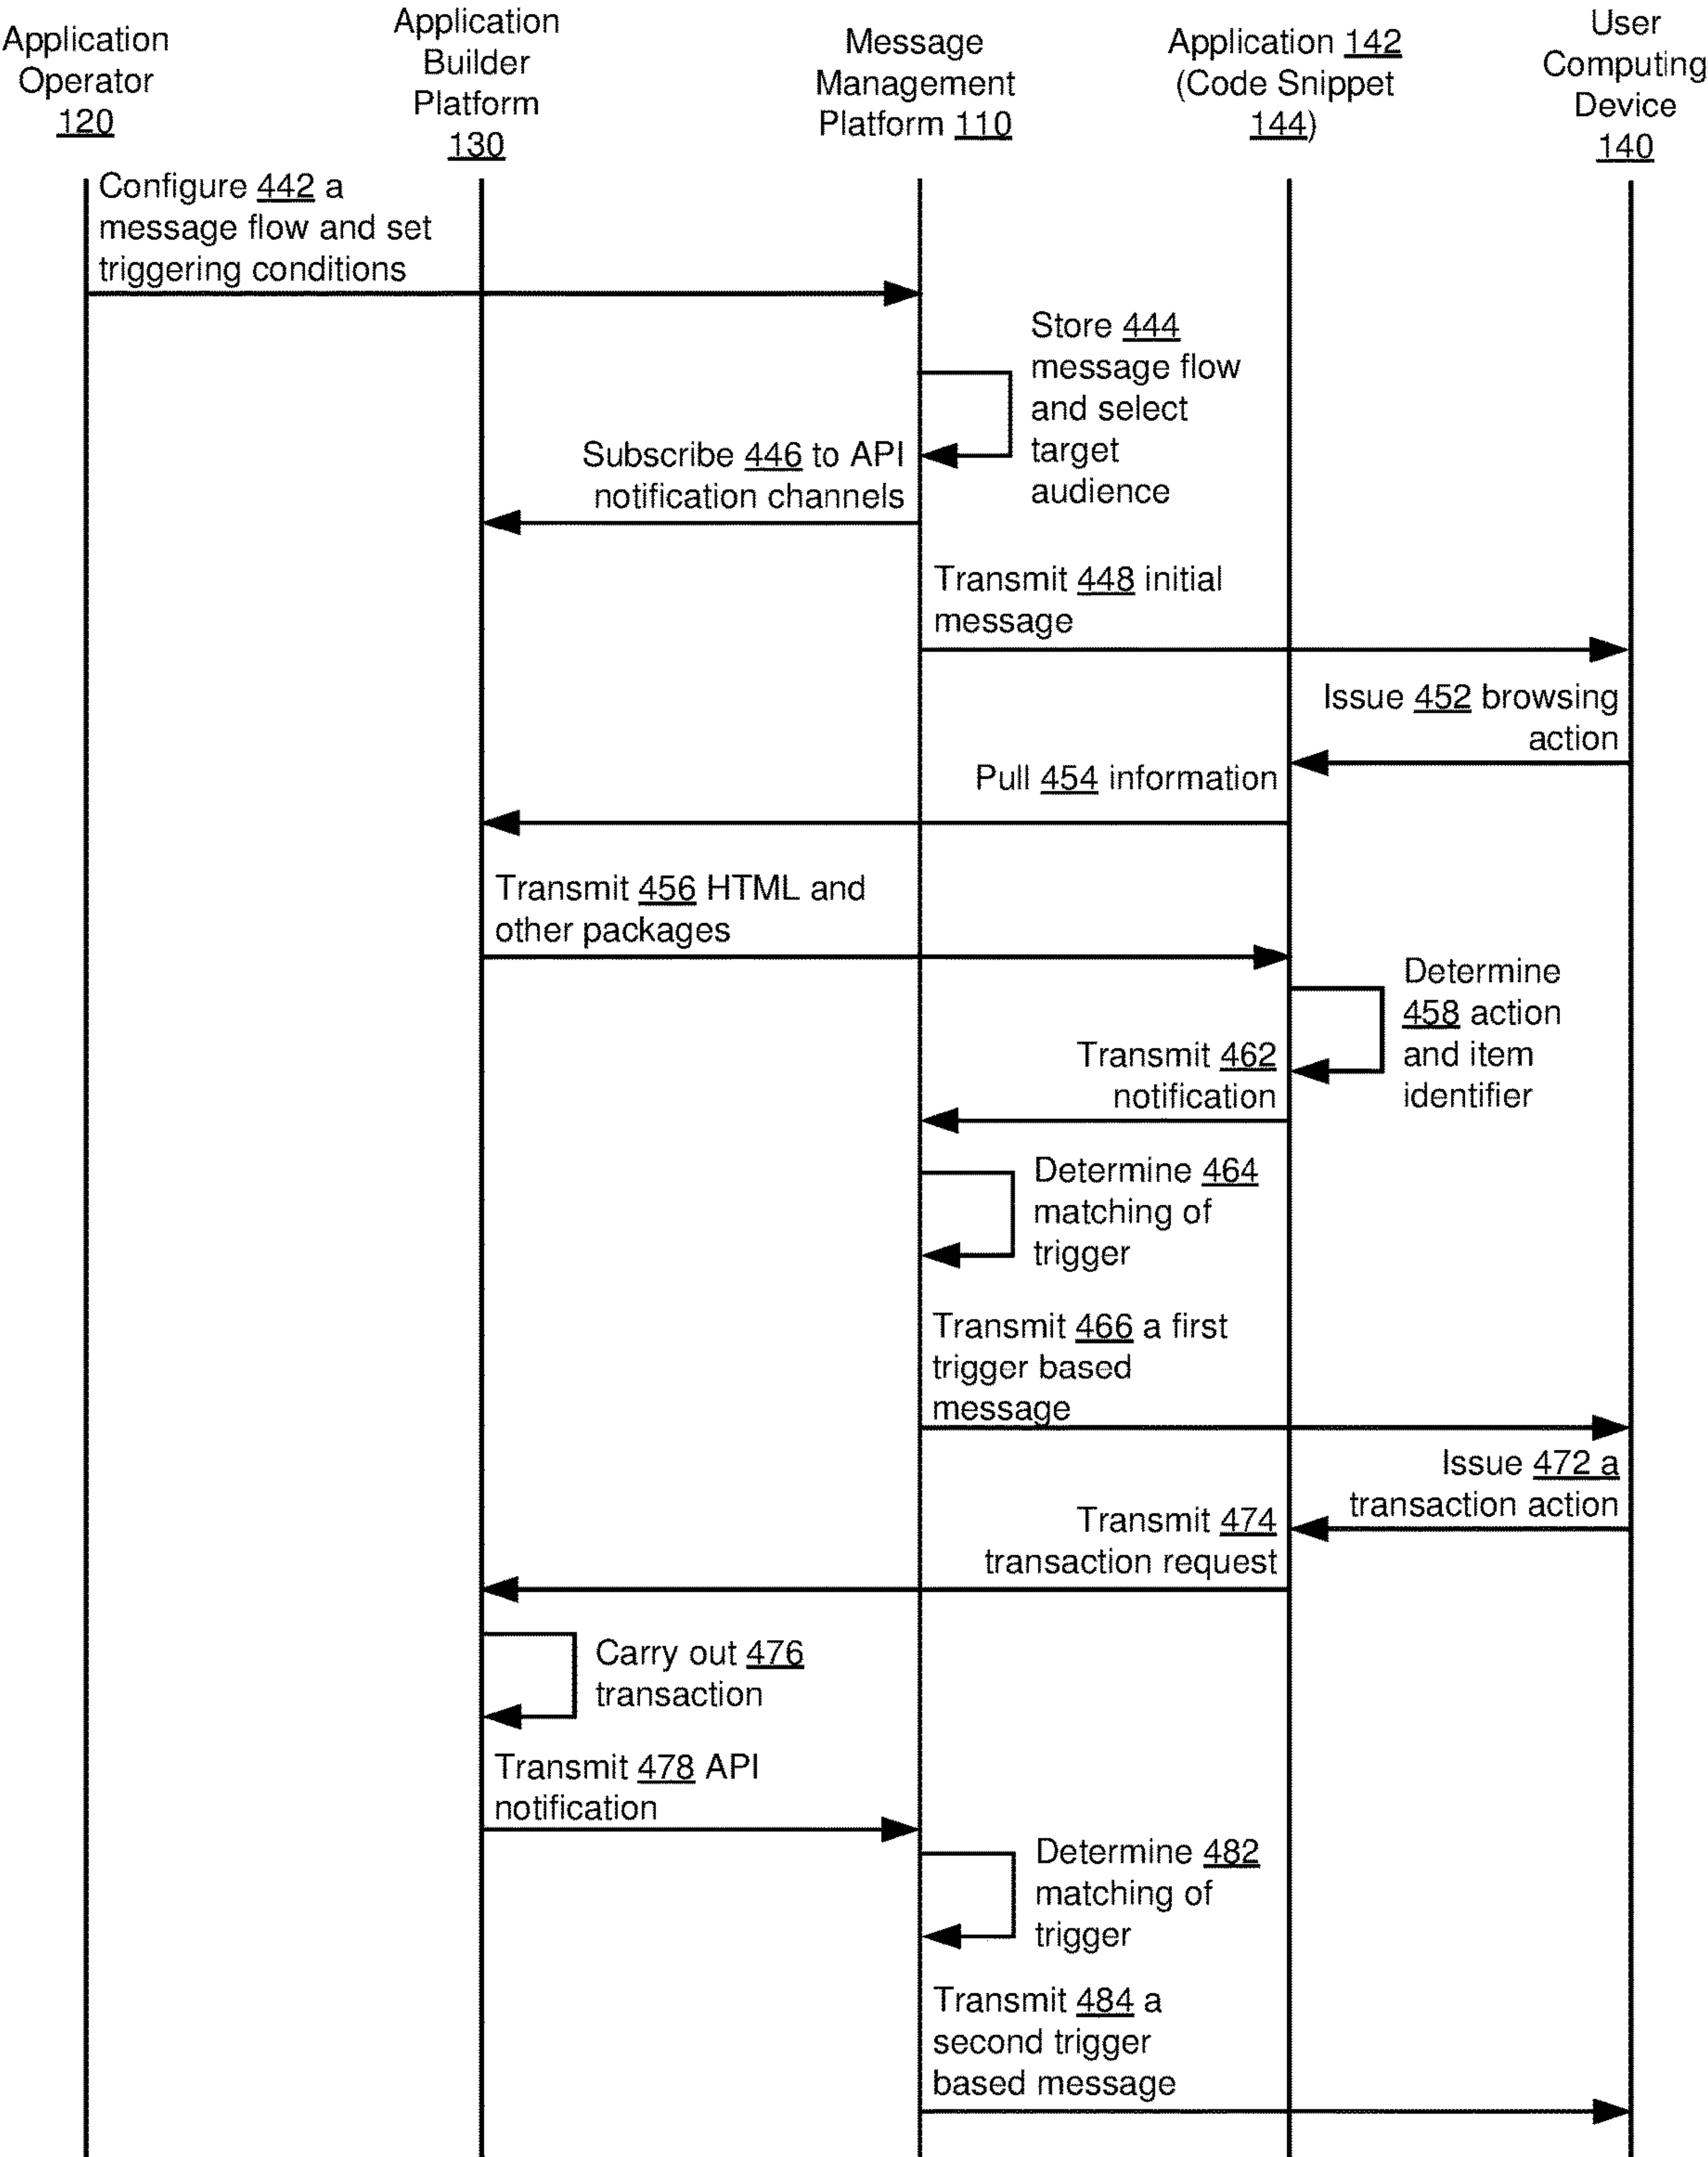 Application
Operator
120
Application
Builder
Platform
130
Message
Management
Platform 110
Application 142
(Code Snippet
144)
User
Computing
Device
140
Configure 442 a
message flow and set
triggering conditions
Store 444
message flow
and select
target
audience
Subscribe 446 to API
notification channels
Transmit 448 initial
message
Issue 452 browsing
action
Pull 454 information
Transmit 456 HTML and
other packages
Determine
458 action
and item
identifier
Transmit 462
notification
Determine 464
matching of
trigger
Transmit 466 a first
trigger based
message
Issue 472 a
transaction action
Transmit 474
transaction request
Carry out 476
transaction
Transmit 478 API
notification
Determine 482
matching of
trigger
Transmit 484 a
second trigger
based message